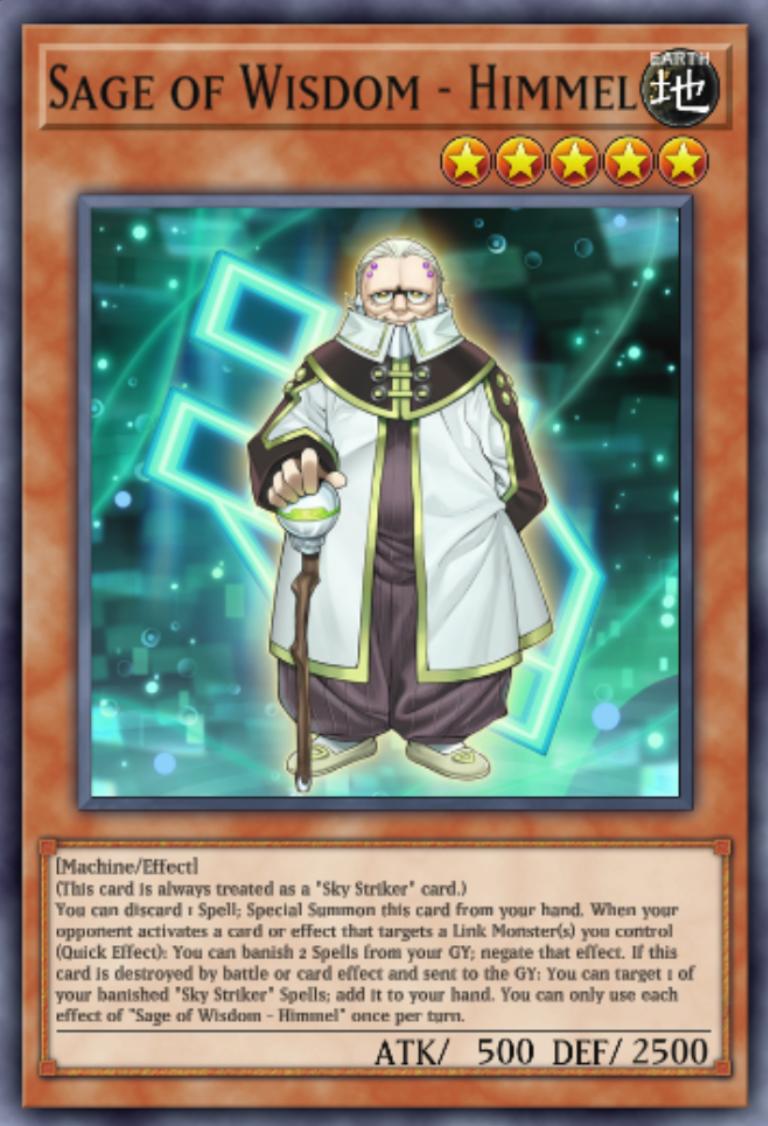 SAGE OF WISDOM - HIMMEL
EARTH
地
[Machine/Effect]
(This card is always treated as a "Sky Striker" card.)
You can discard 1 Spell; Special Summon this card from your hand. When your
opponent activates a card or effect that targets a Link Monster(s) you control
(Quick Effect): You can banish 2 Spells from your GY; negate that effect. If this
card is destroyed by battle or card effect and sent to the GY: You can target 1 of
your banished "Sky Striker" Spells; add it to your hand. You can only use each
effect of "Sage of Wisdom - Himmel" once per turn.
ATK/ 500 DEF/ 2500